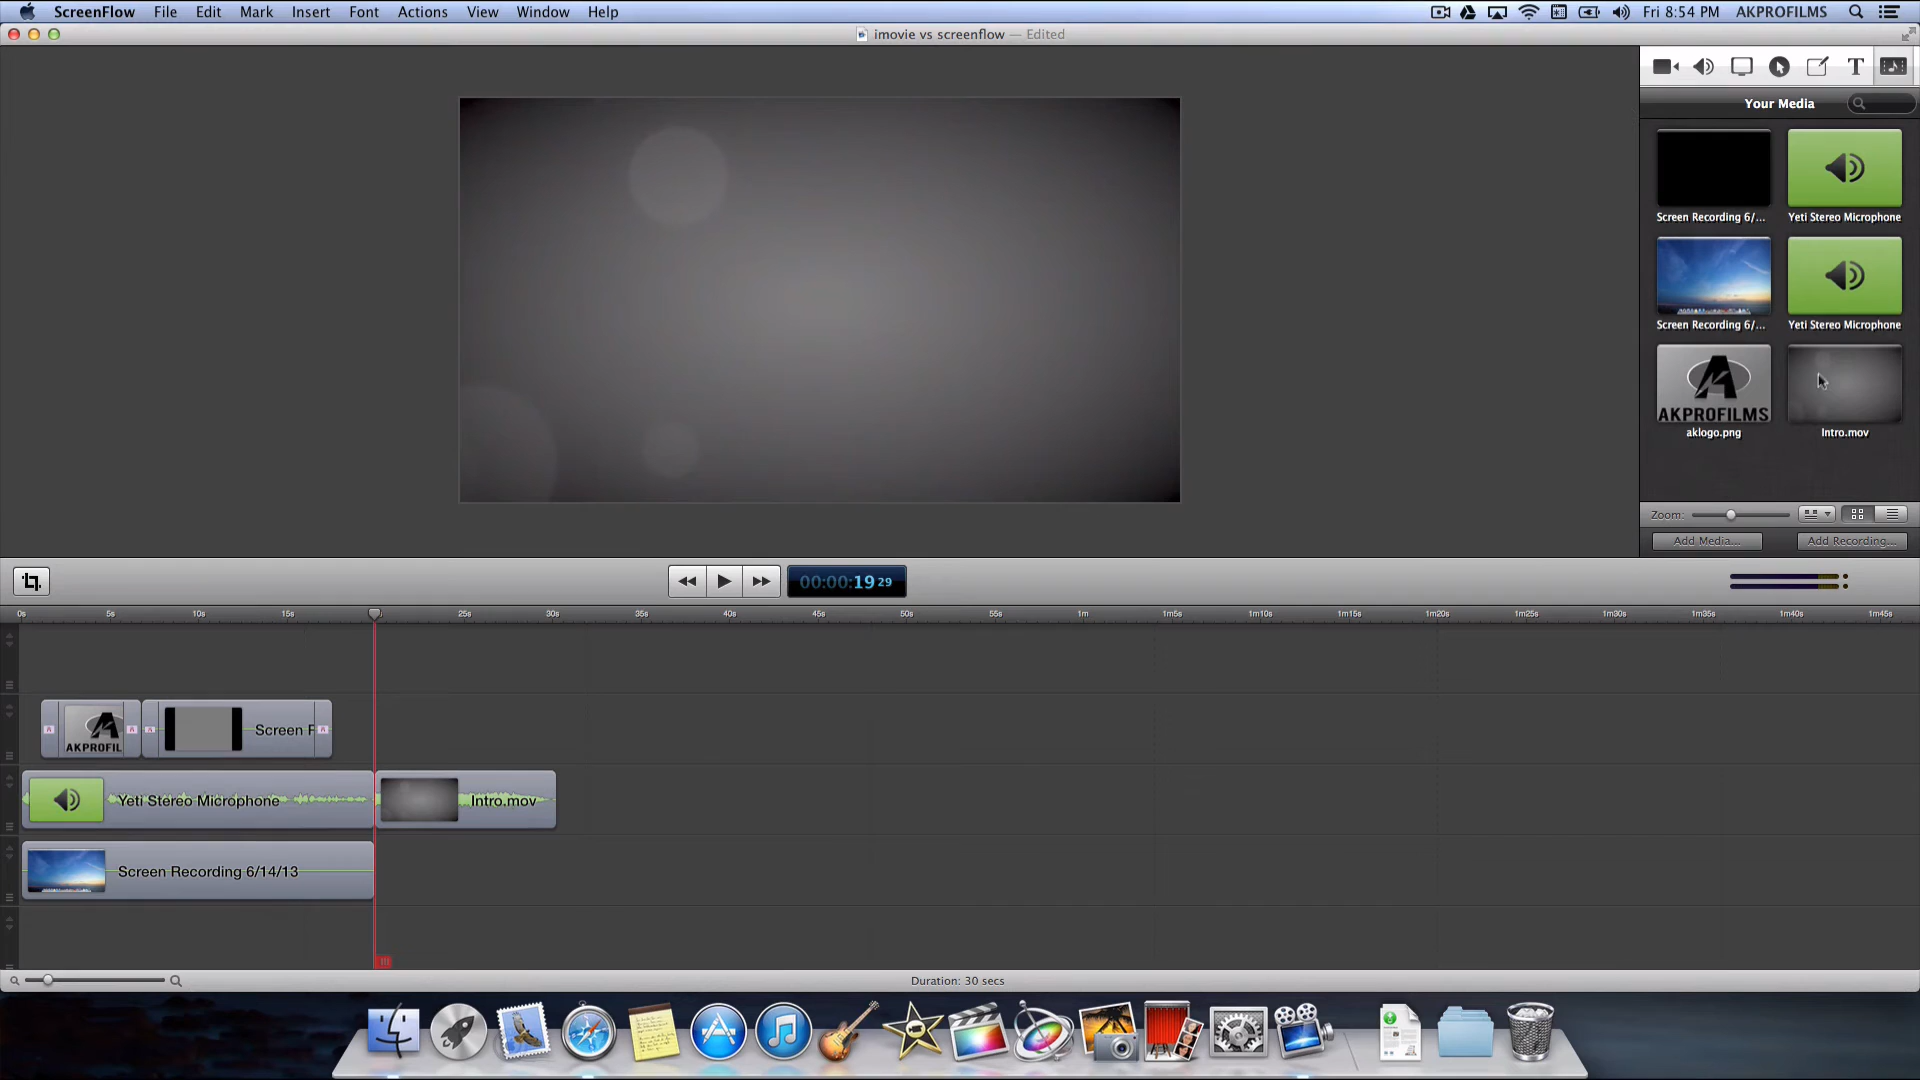 ScreenFlow File Edit Mark Insert Font Actions View Window Help Fri 8:54 PM AKPROFILMS
imovie vs screenflow — Edited
T
Your Media
Screen Recording 6/... Yeti Stereo Microphone
Screen Recording 6/... Yeti Stereo Microphone
AKPROFILMS
aklogo.png Intro.mov
Zoom:
Add Media... Add Recording...
00:00:19 29
0s 5s 10s 15s 25s 30s 35s 40s 45s 50s 55s 1m 1m5s 1m10s 1m15s 1m20s 1m25s 1m30s 1m35s 1m40s 1m45s
AKPROFIL Screen F
Yeti Stereo Microphone Intro.mov
Screen Recording 6/14/13
Duration: 30 secs